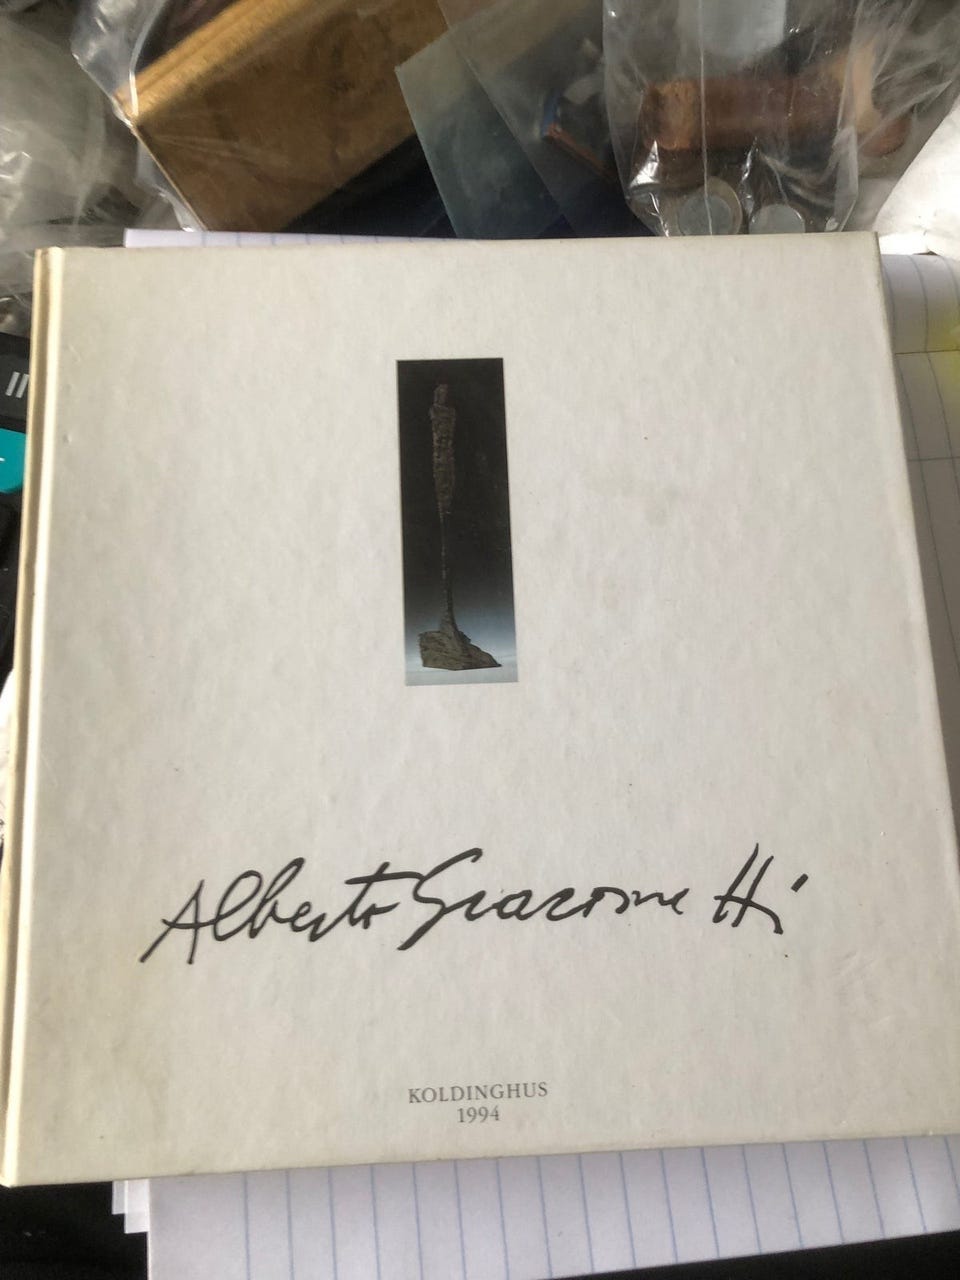 Alberto Giacometti
KOLDINGHUS
1994